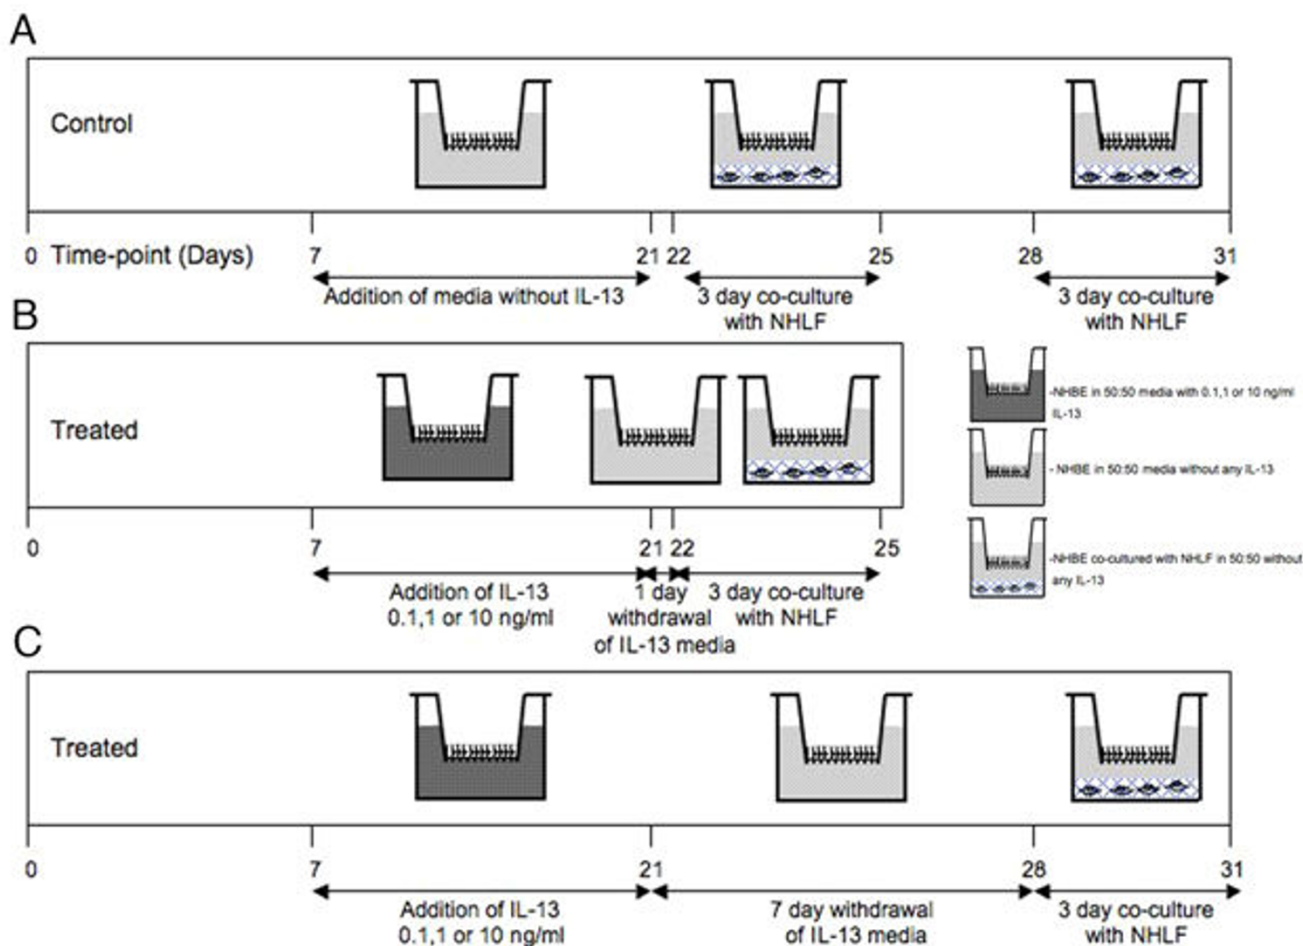 A
Control
0 Time-point (Days) 7 21 22 25 28 31
Addition of media without IL-13
3 day co-culture
with NHLF
3 day co-culture
with NHLF
B
Treated
0 7 21 22 25
Addition of IL-13
0.1,1 or 10 ng/ml
1 day
withdrawal
of IL-13 media
3 day co-culture
with NHLF
-NHBE in 50:50 media with 0.1,1 or 10 ng/ml
IL-13
- NHBE in 50:50 media without any IL-13
-NHBE co-cultured with NHLF in 50:50 without
any IL-13
C
Treated
0 7 21 28 31
Addition of IL-13
0.1,1 or 10 ng/ml
7 day withdrawal
of IL-13 media
3 day co-culture
with NHLF